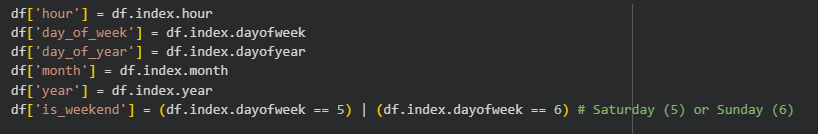 df['hour'] = df.index.hour
df['day_of_week'] = df.index.dayofweek
df['day_of_year'] = df.index.dayofyear
df['month'] = df.index.month
df['year'] = df.index.year
df['is_weekend'] = (df.index.dayofweek == 5) | (df.index.dayofweek == 6) # Saturday (5) or Sunday (6)